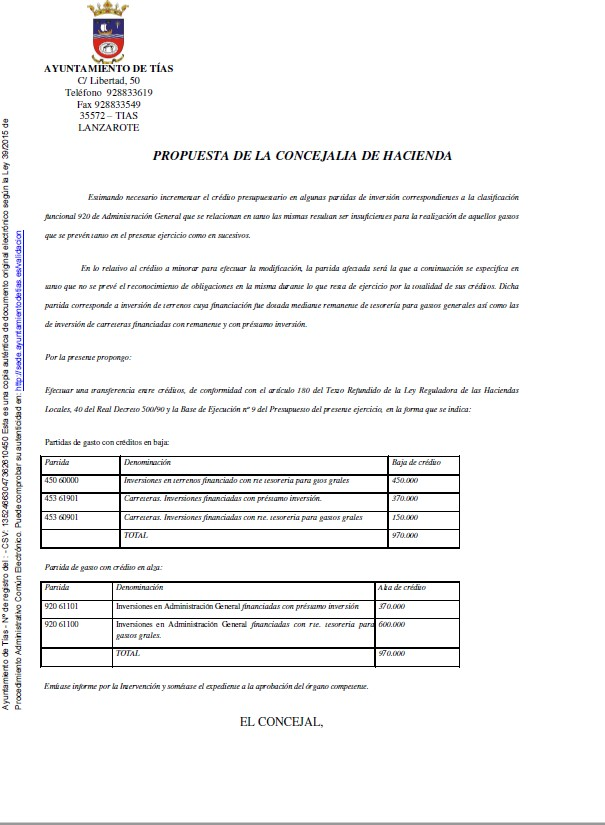 AYUNTAMIENTO DE TÍAS
C/ Libertad, 50
Teléfono 928833619
Fax 928833549
35572 – TIAS
LANZAROTE
PROPUESTA DE LA CONCEJALIA DE HACIENDA
Estimando necesario incrementar el crédito presupuestario en algunas partidas de inversión correspondientes a la clasificación
funcional 920 de Administración General que se relacionan en tanto las mismas resultan ser insuficientes para la realización de aquellos gastos
que se prevén tanto en el presente ejercicio como en sucesivos.
En lo relativo al crédito a minorar para efectuar la modificación, la partida afectada será la que a continuación se especifica en
tanto que no se prevé el reconocimiento de obligaciones en la misma durante lo que resta de ejercicio por la totalidad de sus créditos. Dicha
partida corresponde a inversión de terrenos cuya financiación fue dotada mediante remanente de tesorería para gastos generales así como las
de inversión de carreteras financiadas con remanente y con préstamo inversión.
Por la presente propongo:
Efectuar una transferencia entre créditos, de conformidad con el artículo 180 del Texto Refundido de la Ley Reguladora de las Haciendas
Locales, 40 del Real Decreto 500/90 y la Base de Ejecución nº 9 del Presupuesto del presente ejercicio, en la forma que se indica:
Partidas de gasto con créditos en baja:
Partida Denominación Baja de crédito
450 60000 Inversiones en terrenos financiado con rte tesoreria para gtos grales 450.000
453 61901 Carreteras. Inversiones financiadas con préstamo inversión. 370.000
453 60901 Carreteras. Inversiones financiadas con rte. tesorería para gastos grales 150.000
TOTAL 970.000
Partida de gasto con crédito en alza:
Partida Denominación Alta de crédito
920 61101 Inversiones en Administración General financiadas con préstamo inversión 370.000
920 61100 Inversiones en Administración General financiadas con rte. tesoreria para 600.000
gastos grales.
TOTAL 970.000
Emítase informe por la Intervención y sométase el expediente a la aprobación del órgano competente.
EL CONCEJAL,
Ayuntamiento de Tías - Nº de registro del : - CSV: 13524663047362610450 Esta es una copia auténtica de documento original electrónico según la Ley 39/2015 de
Procedimiento Administrativo Común Electrónico. Puede comprobar su autenticidad en: http://sede.ayuntamientodetias.es/validacion